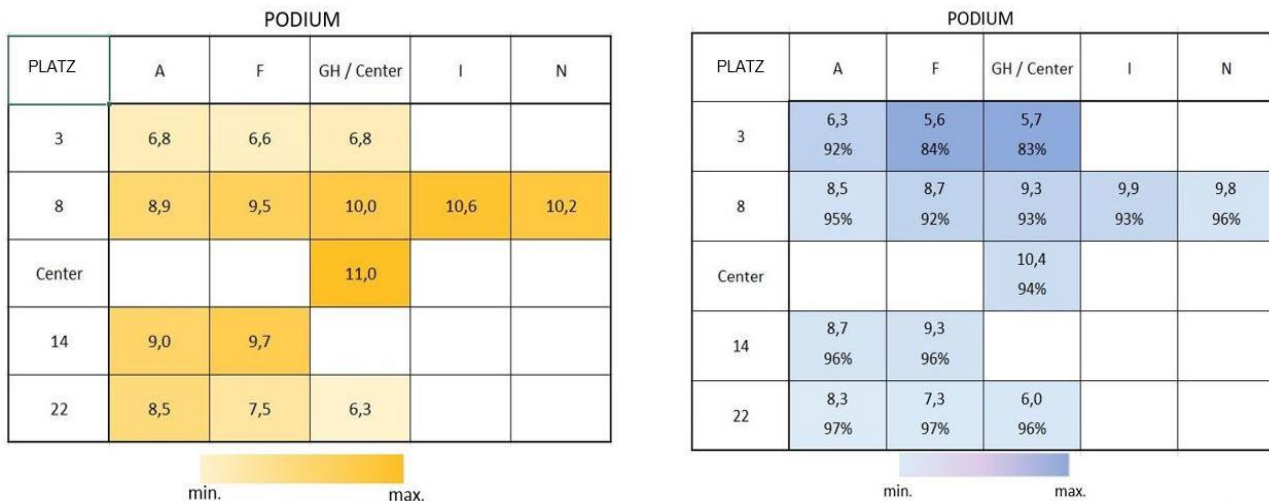 PODIUM
PLATZ A F GH / Center I N
3 6,8 6,6 6,8
8 8,9 9,5 10,0 10,6 10,2
Center 11,0
14 9,0 9,7
22 8,5 7,5 6,3
min. max.
PODIUM
PLATZ A F GH / Center I N
3 6,3 5,6 5,7
92% 84% 83%
8 8,5 8,7 9,3 9,9 9,8
95% 92% 93% 93% 96%
Center 10,4
94%
14 8,7 9,3
96% 96%
22 8,3 7,3 6,0
97% 97% 96%
min. max.